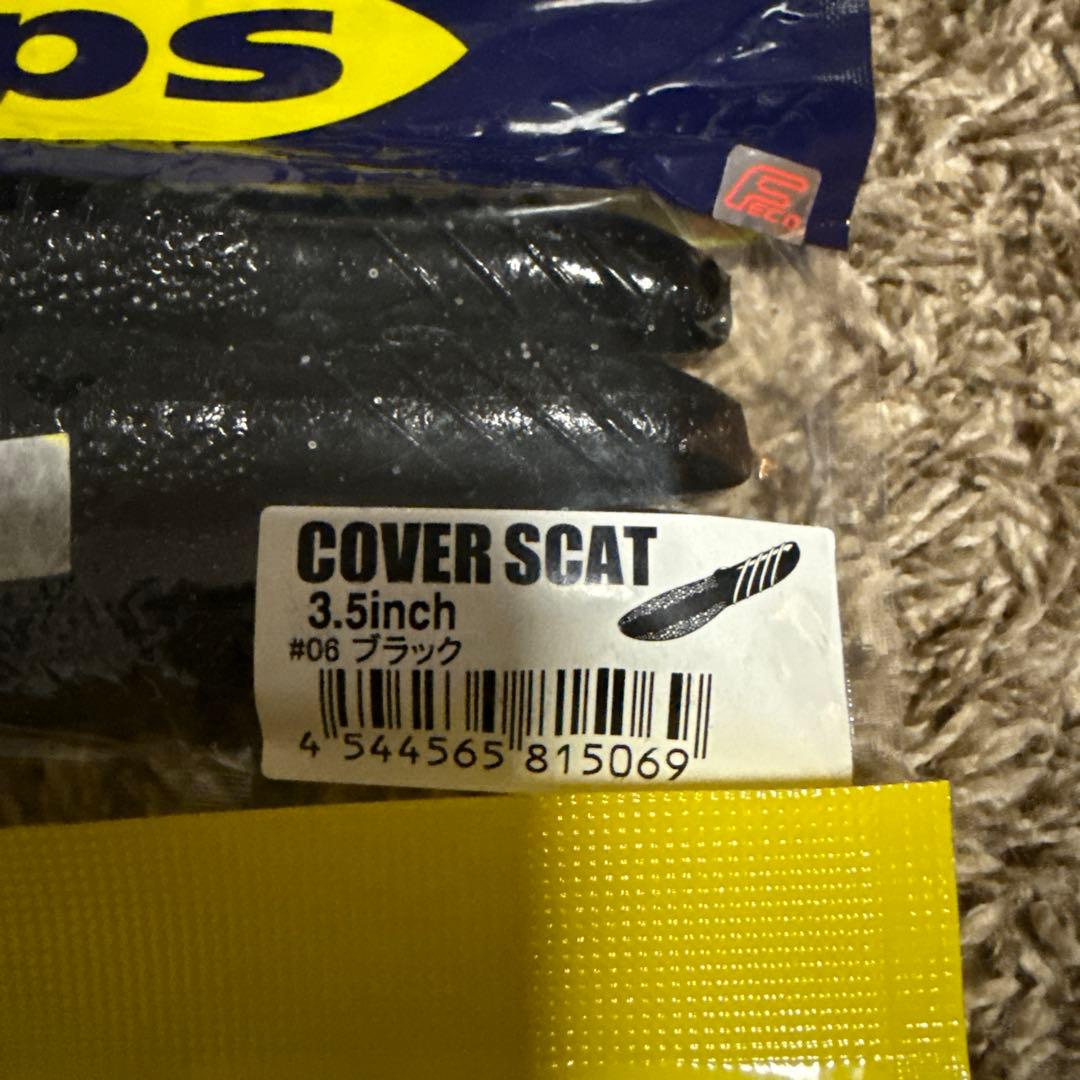 ps
F
FECO
COVER SCAT
3.5inch
#06 ブラック
4 544565 815069